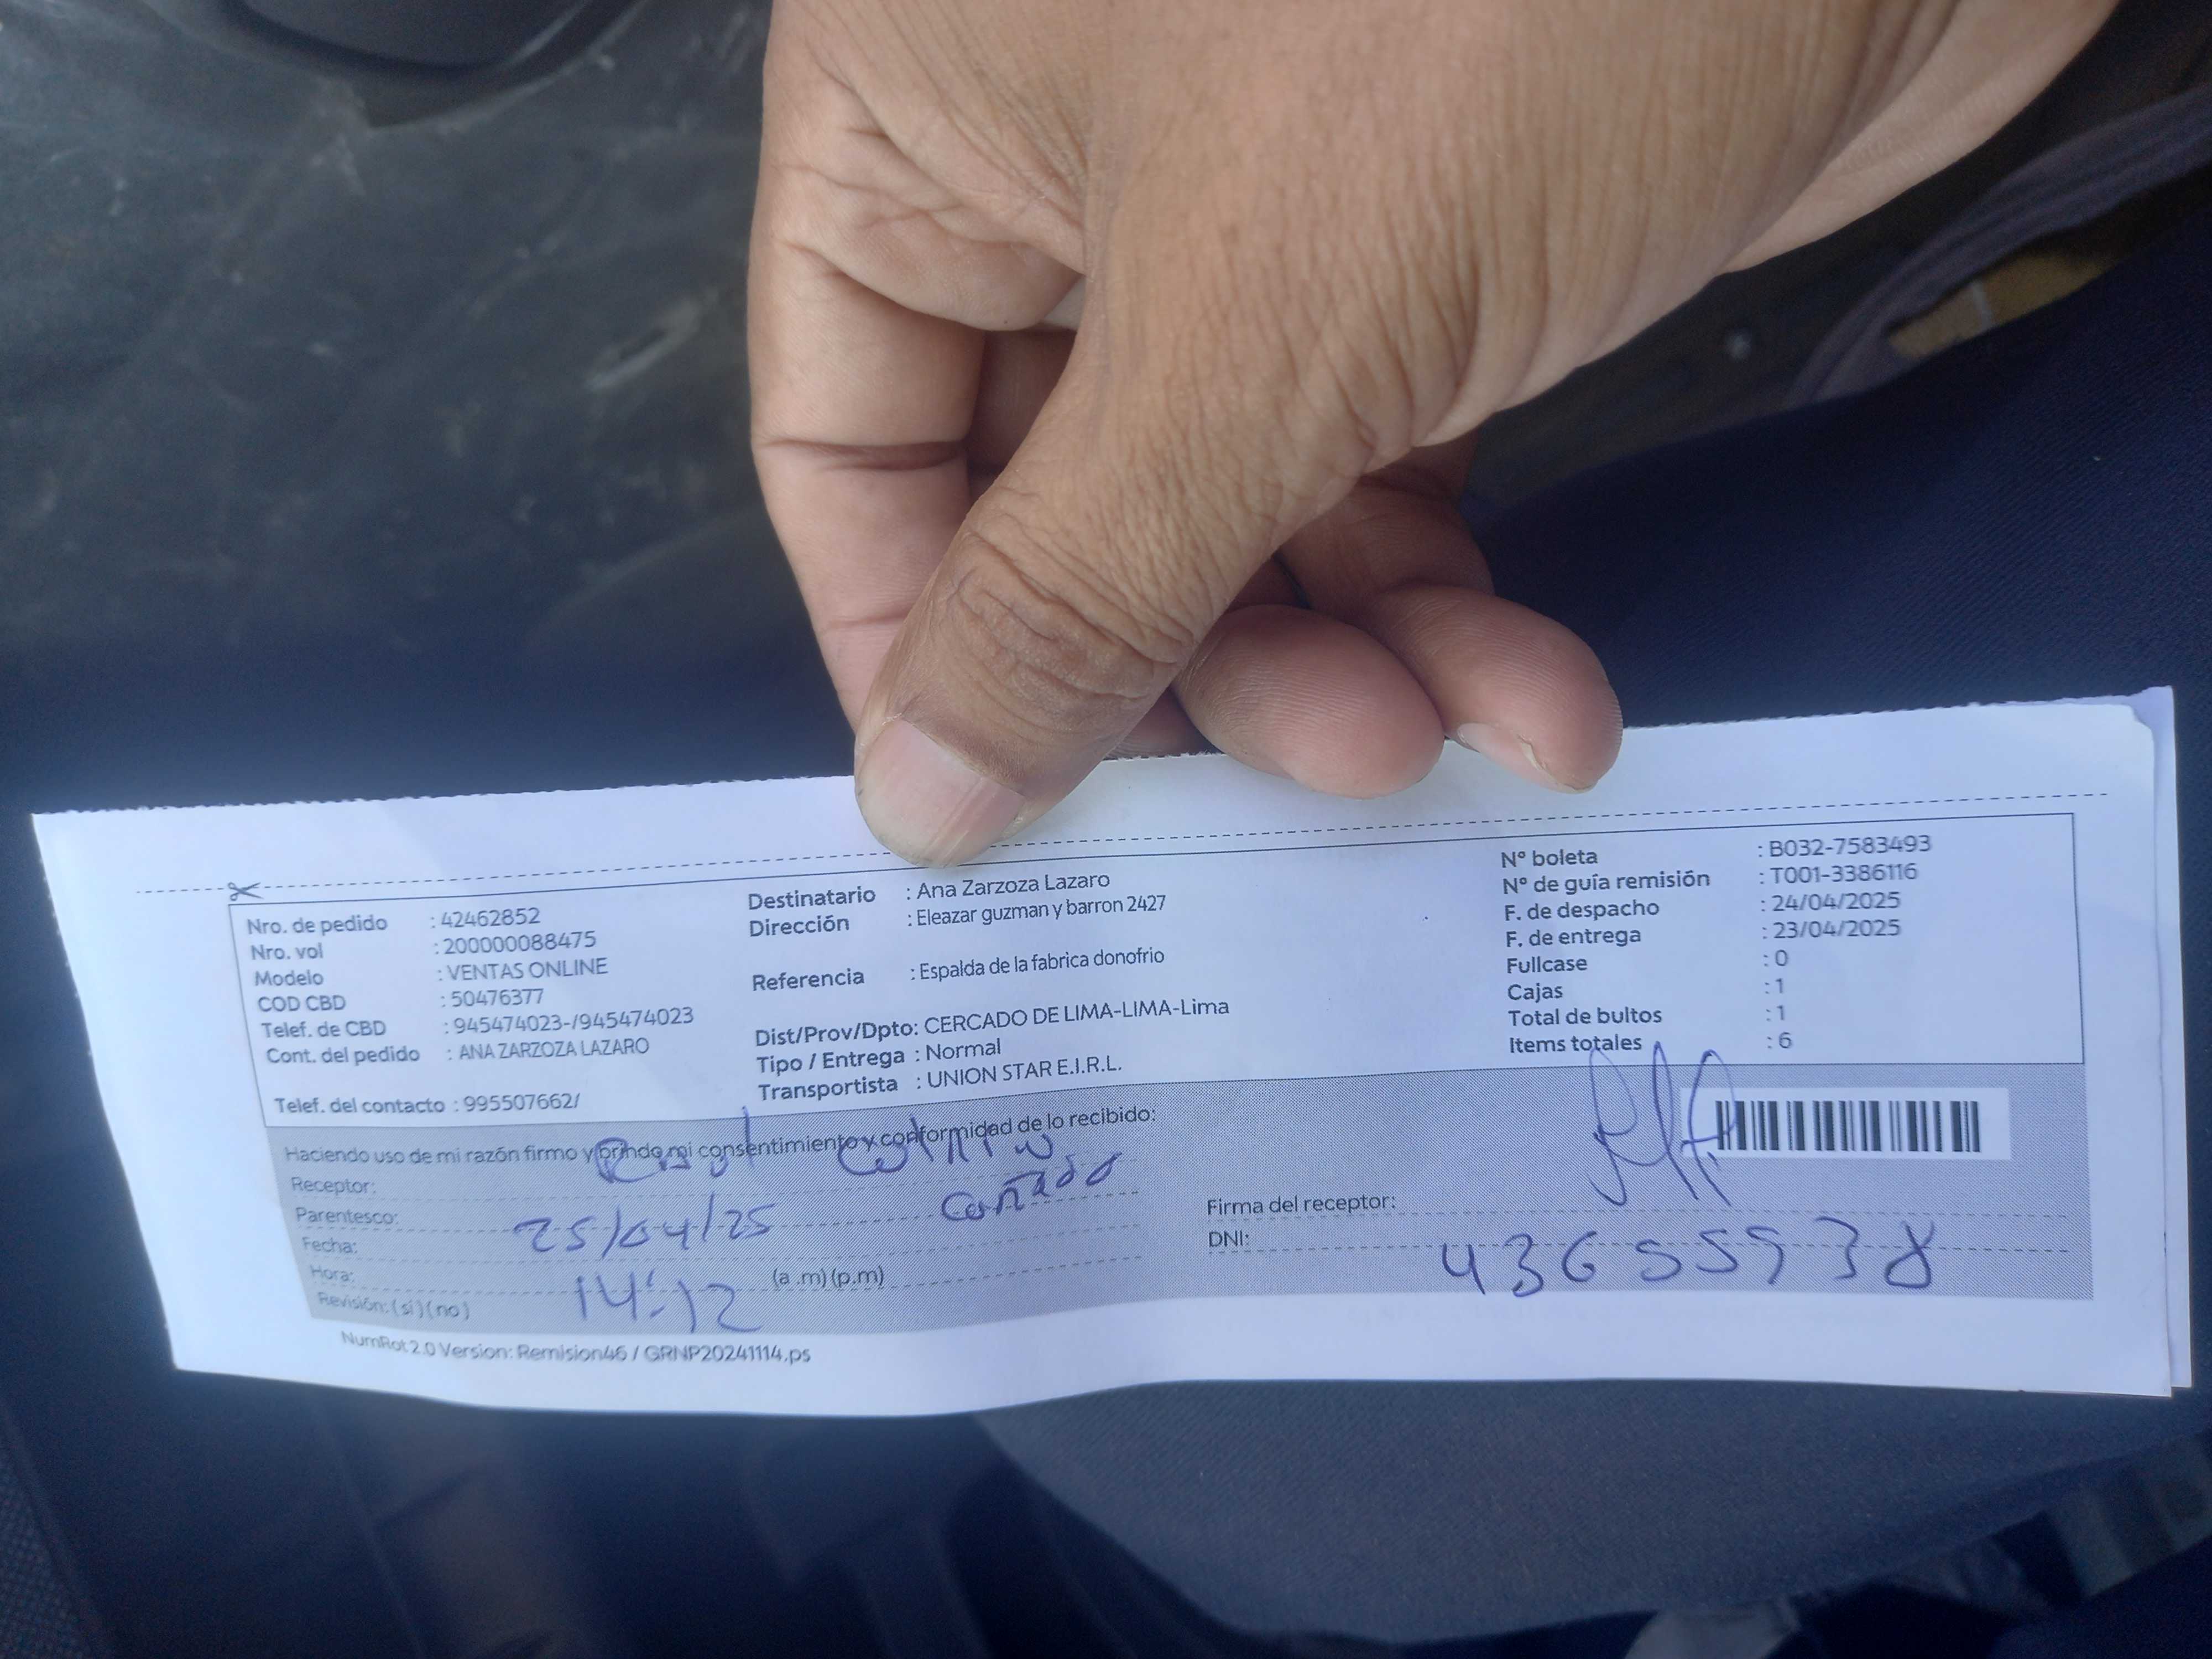 Nro. de pedido : 42462852
Nro. vol : 200000088475
Modelo : VENTAS ONLINE
COD CBD : 50476377
Telef. de CBD : 945474023-/945474023
Cont. del pedido : ANA ZARZOZA LAZARO
Telef. del contacto : 995507662/
Destinatario : Ana Zarzoza Lazaro
Dirección : Eleazar guzman y barron 2427
Referencia : Espalda de la fabrica donofrio
Dist/Prov/Dpto: CERCADO DE LIMA-LIMA-Lima
Tipo / Entrega : Normal
Transportista : UNION STAR E.I.R.L.
N° boleta : B032-7583493
N° de guía remisión : T001-3386116
F. de despacho : 24/04/2025
F. de entrega : 23/04/2025
Fullcase : 0
Cajas : 1
Total de bultos : 1
Items totales : 6
Haciendo uso de mi razón firmo y brindo mi consentimiento y conformidad de lo recibido:
Receptor:
Parentesco:
Fecha: 25/04/25
Hora: 14:12 (a .m) (p.m)
Revisión: ( si ) ( no )
Firma del receptor:
DNI: 43655938
NumRot 2.0 Version: Remision46 / GRNP20241114.ps